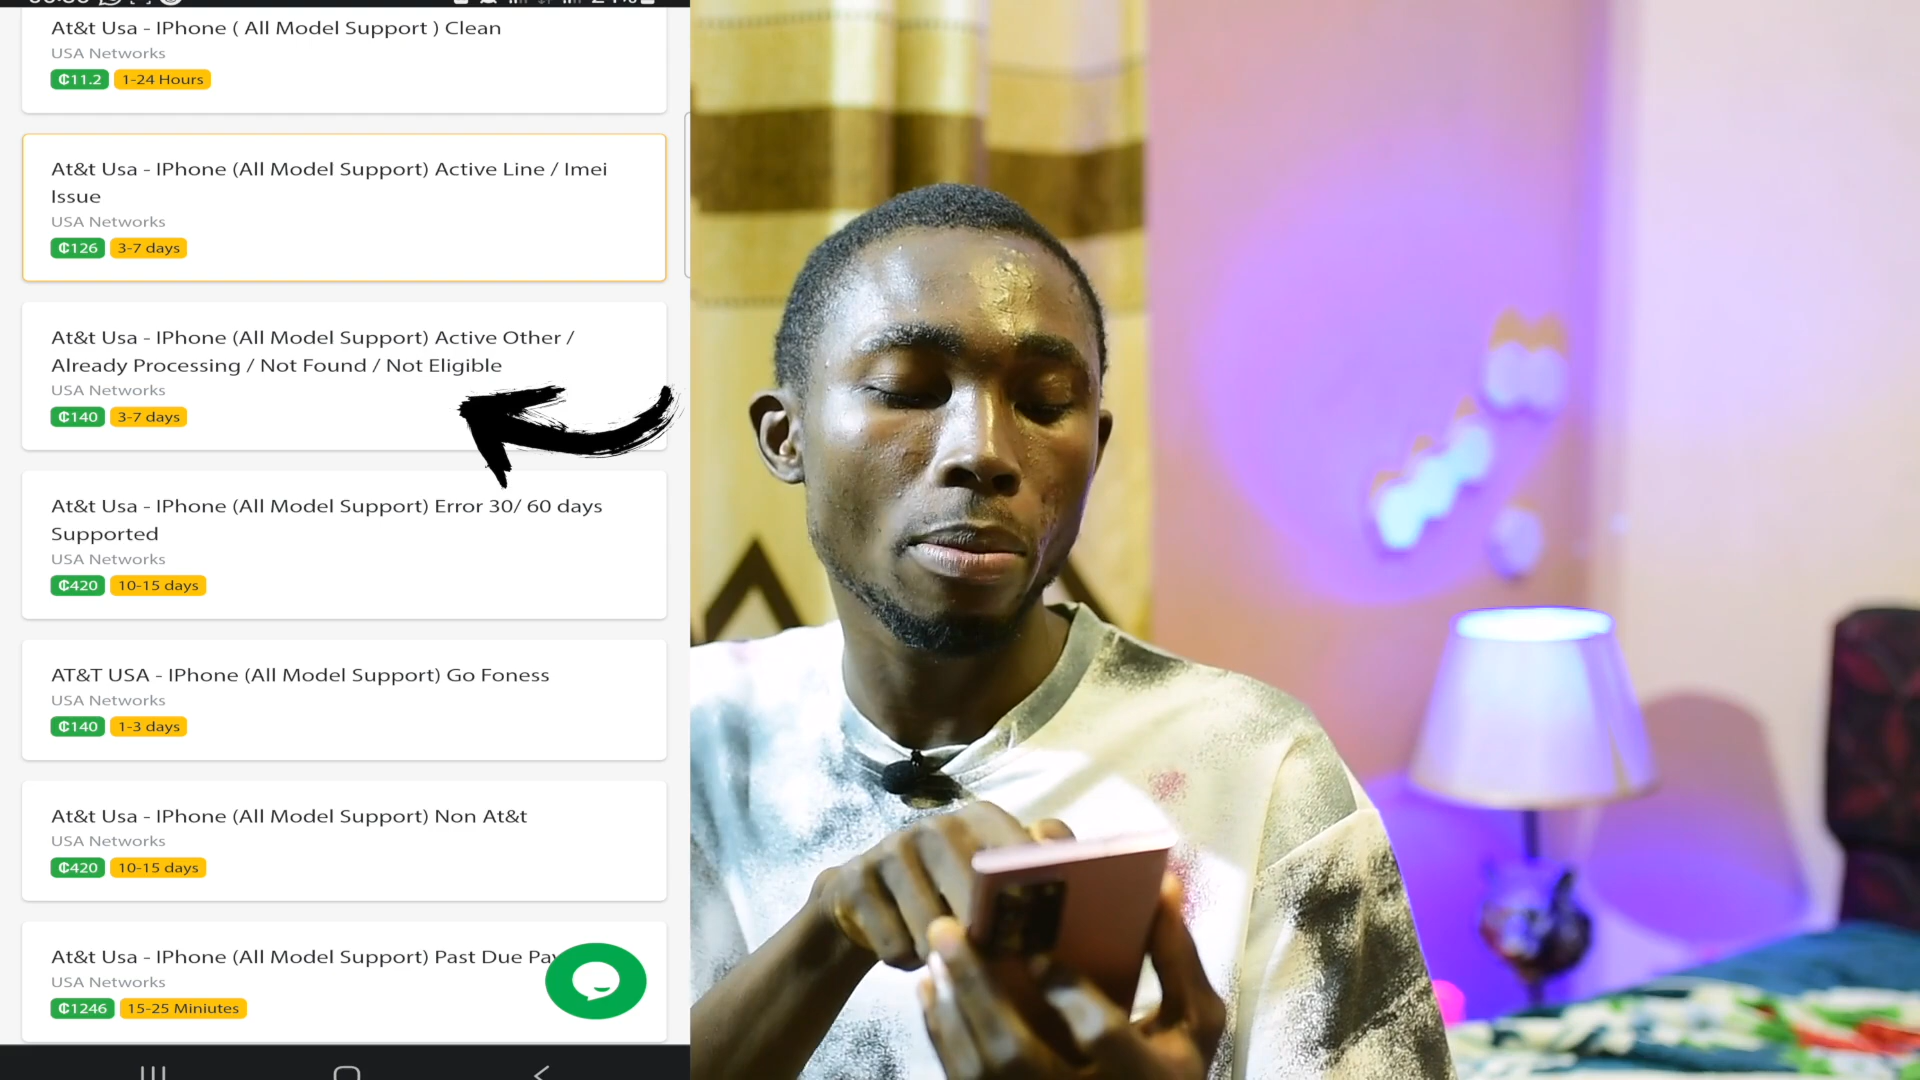 At&t Usa - IPhone ( All Model Support ) Clean
USA Networks
₵11.2 1-24 Hours
At&t Usa - IPhone (All Model Support) Active Line / Imei
Issue
USA Networks
₵126 3-7 days
At&t Usa - IPhone (All Model Support) Active Other /
Already Processing / Not Found / Not Eligible
USA Networks
₵140 3-7 days
At&t Usa - IPhone (All Model Support) Error 30/ 60 days
Supported
USA Networks
₵420 10-15 days
AT&T USA - IPhone (All Model Support) Go Foness
USA Networks
₵140 1-3 days
At&t Usa - IPhone (All Model Support) Non At&t
USA Networks
₵420 10-15 days
At&t Usa - IPhone (All Model Support) Past Due
USA Networks
₵1246 15-25 Miniutes